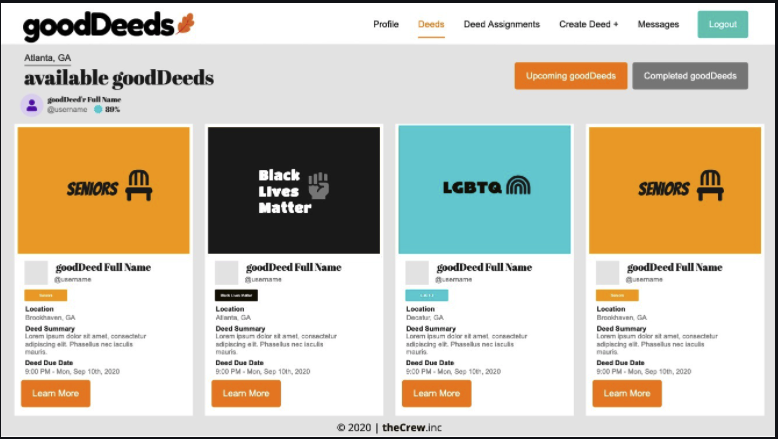 goodDeeds
Profile
Deeds
Deed Assignments
Create Deed +
Messages
Logout
Atlanta, GA
available goodDeeds
Upcoming goodDeeds
Completed goodDeeds
goodDeed'r Full Name
@username
89%
SENIORS
Black
Lives
Matter
LGBTQ
SENIORS
goodDeed Full Name
@username
Location
Brookhaven, GA
Deed Summary
Lorem ipsum dolor sit amet, consectetur
adipiscing elit. Phasellus nec iaculis
mauris.
Deed Due Date
9:00 PM - Mon, Sep 10th, 2020
Learn More
goodDeed Full Name
@username
Black Lives Matter
Location
Atlanta, GA
Deed Summary
Lorem ipsum dolor sit amet, consectetur
adipiscing elit. Phasellus nec iaculis
mauris.
Deed Due Date
9:00 PM - Mon, Sep 10th, 2020
Learn More
goodDeed Full Name
@username
Location
Decatur, GA
Deed Summary
Lorem ipsum dolor sit amet, consectetur
adipiscing elit. Phasellus nec iaculis
mauris.
Deed Due Date
9:00 PM - Mon, Sep 10th, 2020
Learn More
goodDeed Full Name
@username
Location
Brookhaven, GA
Deed Summary
Lorem ipsum dolor sit amet, consectetur
adipiscing elit. Phasellus nec iaculis
mauris.
Deed Due Date
9:00 PM - Mon, Sep 10th, 2020
Learn More
© 2020 | theCrew.inc